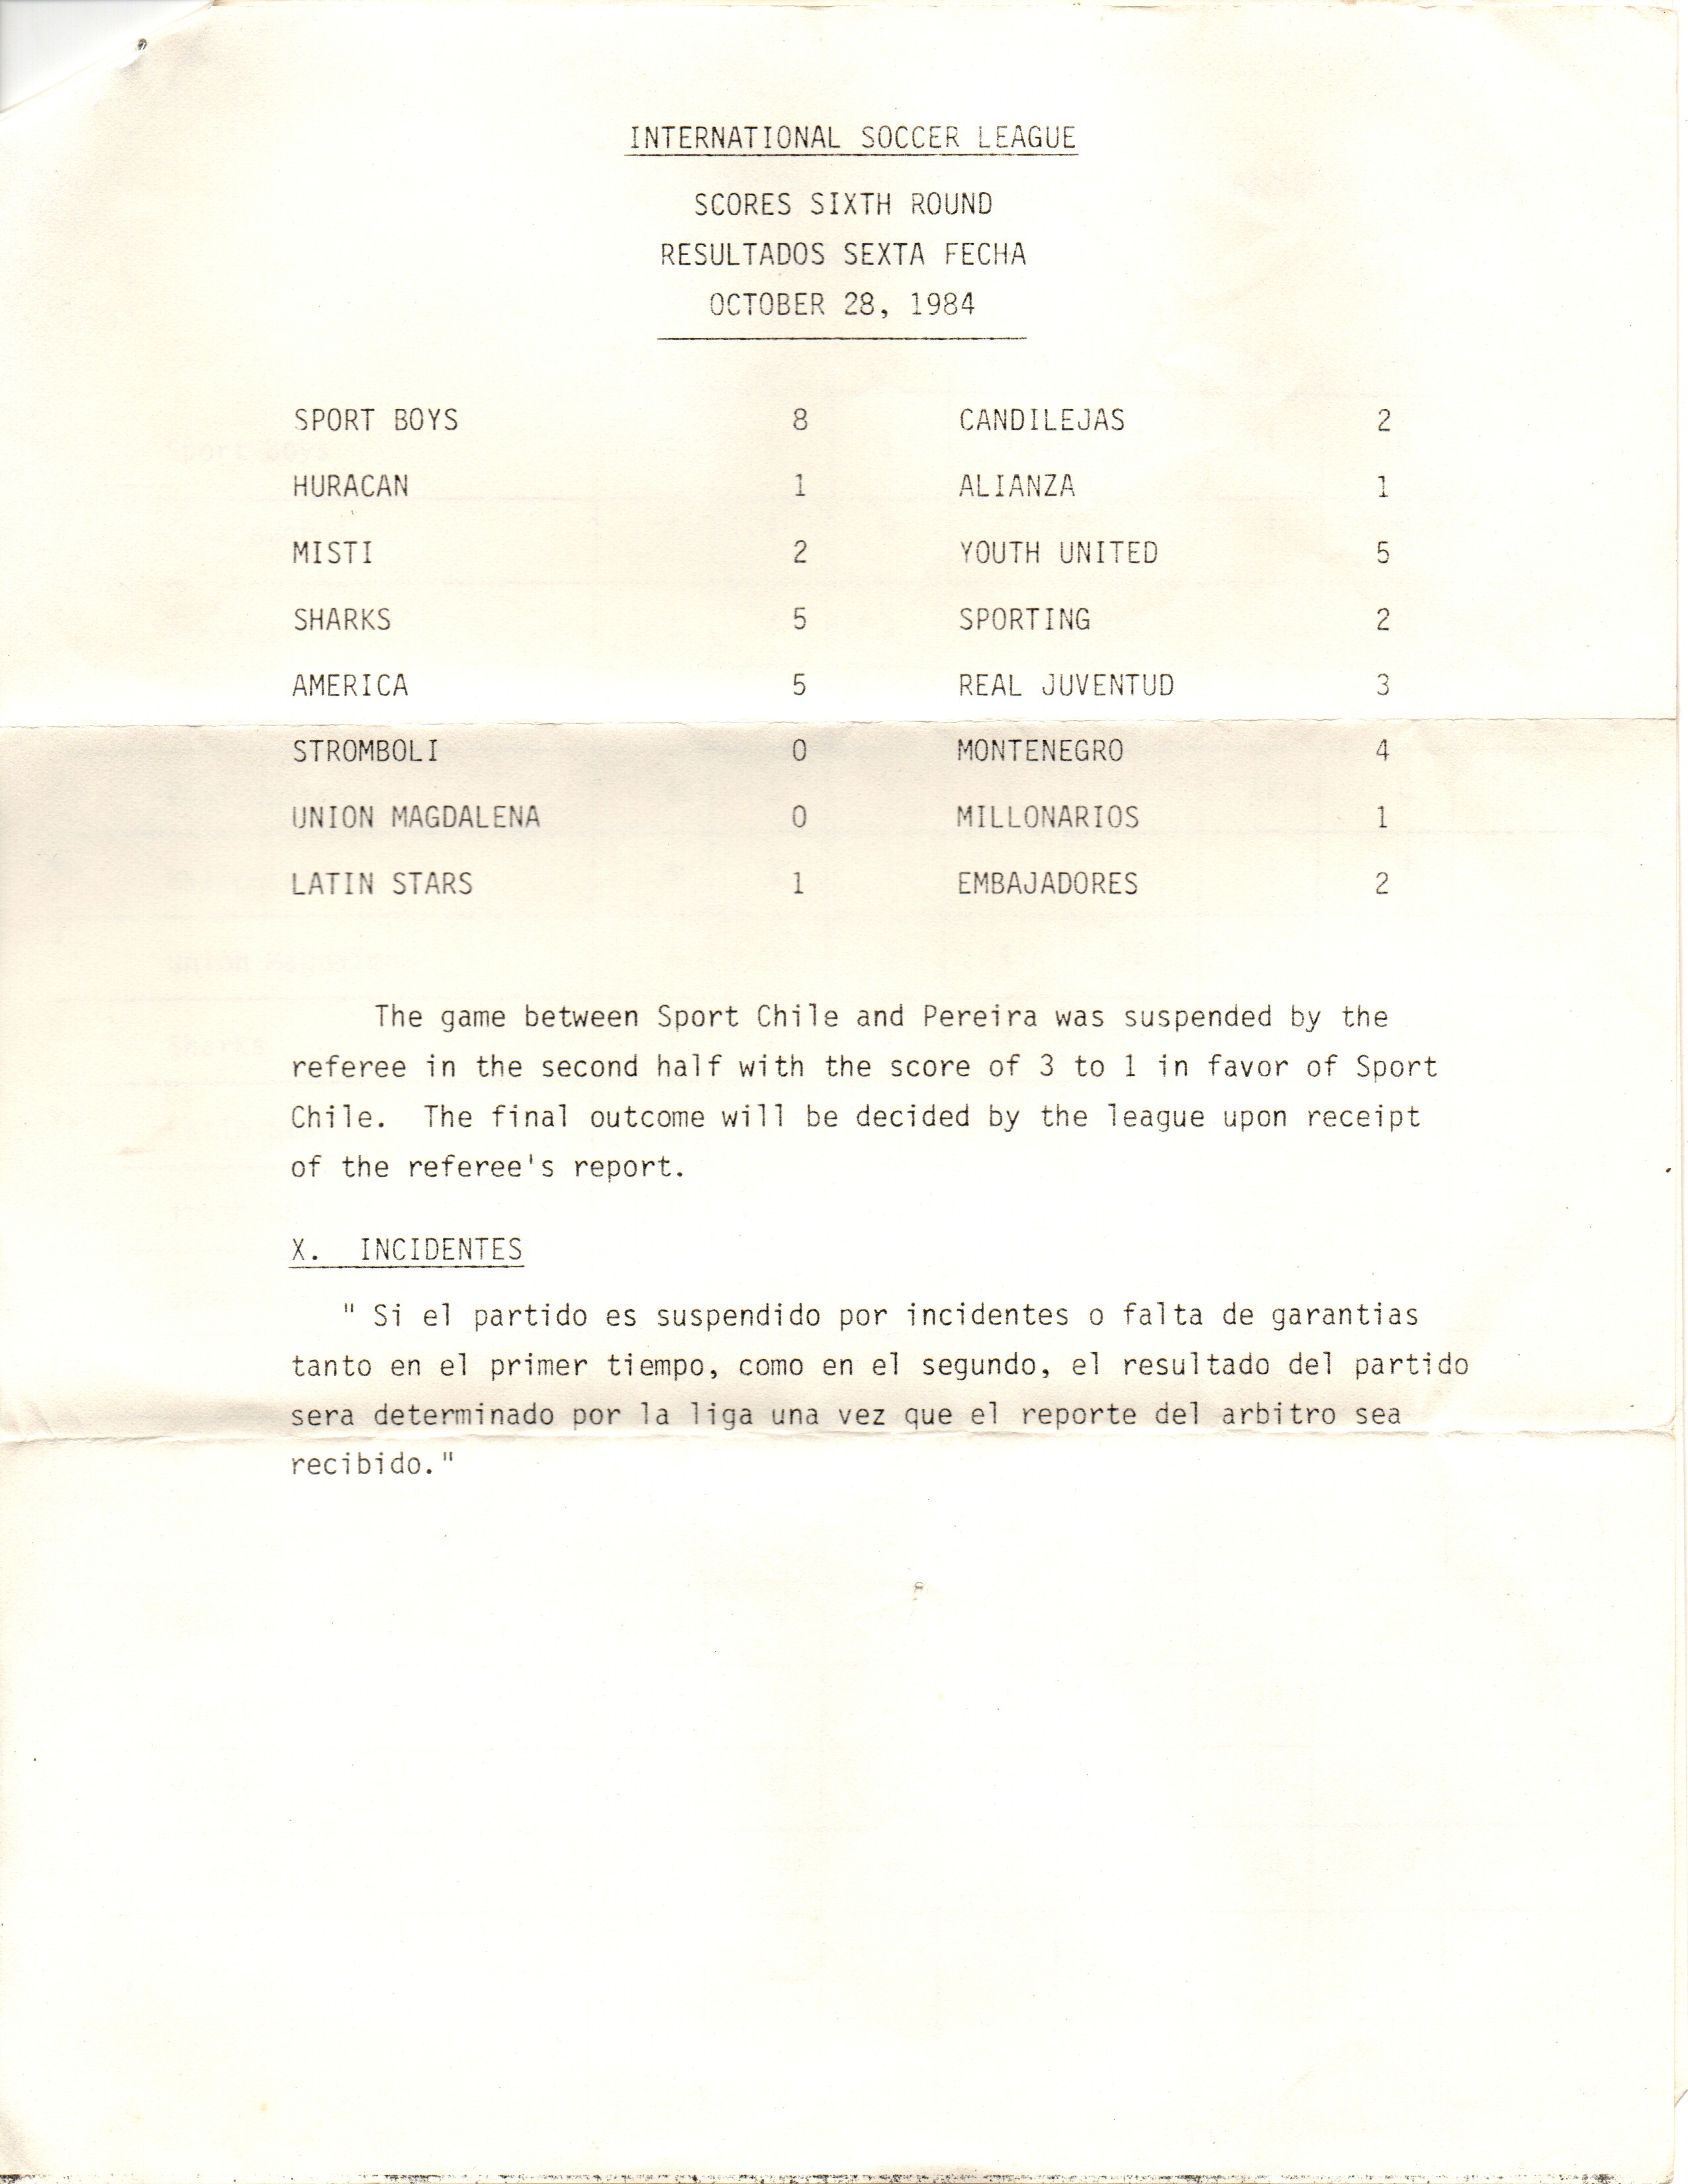 INTERNATIONAL SOCCER LEAGUE
SCORES SIXTH ROUND
RESULTADOS SEXTA FECHA
OCTOBER 28, 1984
SPORT BOYS 8 CANDILEJAS 2
HURACAN 1 ALIANZA 1
MISTI 2 YOUTH UNITED 5
SHARKS 5 SPORTING 2
AMERICA 5 REAL JUVENTUD 3
STROMBOLI 0 MONTENEGRO 4
UNION MAGDALENA 0 MILLONARIOS 1
LATIN STARS 1 EMBAJADORES 2
The game between Sport Chile and Pereira was suspended by the
referee in the second half with the score of 3 to 1 in favor of Sport
Chile. The final outcome will be decided by the league upon receipt
of the referee's report.
X. INCIDENTES
" Si el partido es suspendido por incidentes o falta de garantias
tanto en el primer tiempo, como en el segundo, el resultado del partido
sera determinado por la liga una vez que el reporte del arbitro sea
recibido."